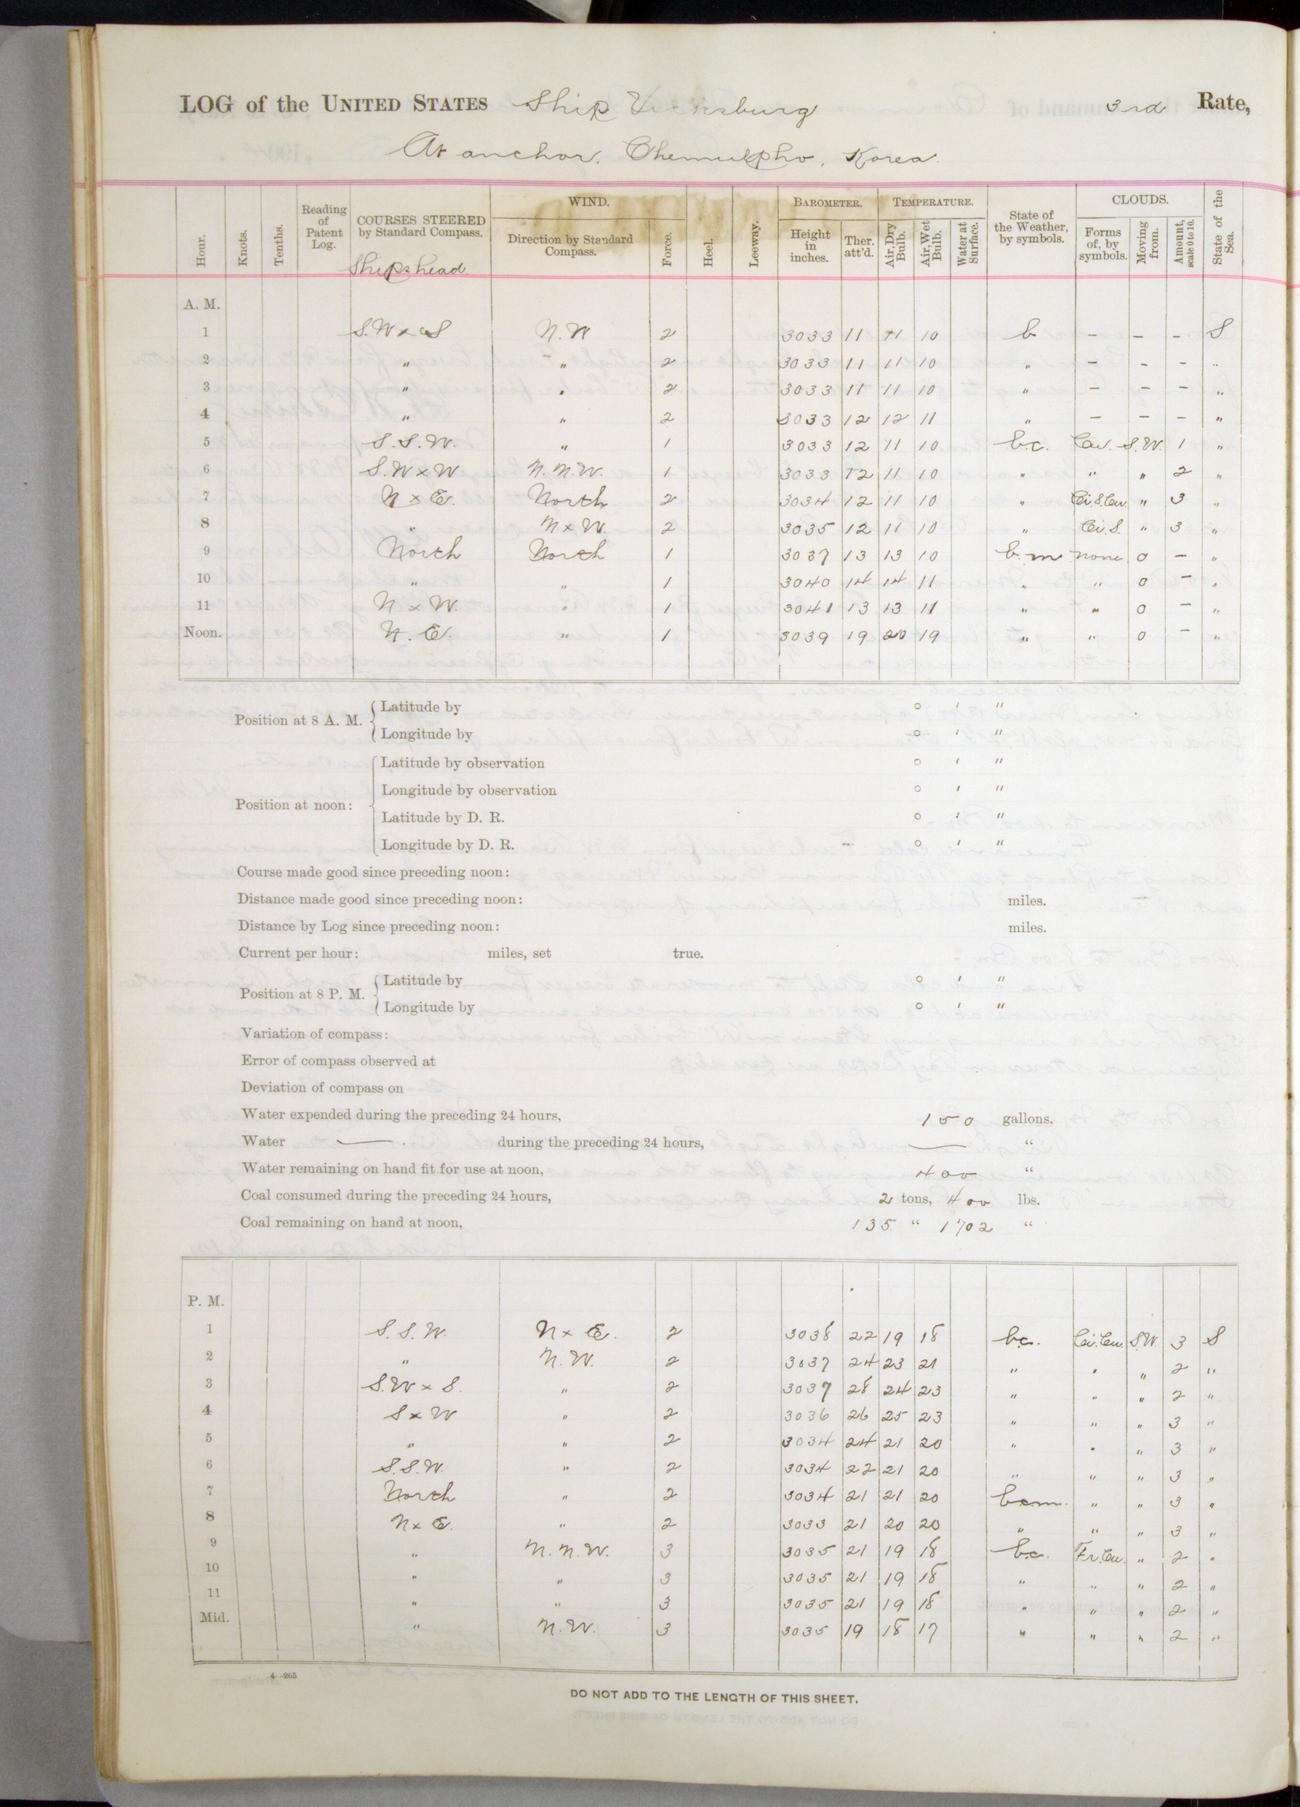 LOG of the UNITED STATES Ship Vicksburg 3rd Rate,
At anchor, Chemulpho, Korea.
Hour. Knots. Tenths. Reading of Patent Log. COURSES STEERED by Standard Compass. WIND. Direction by Standard Compass. Force. Heel. Leeway. BAROMETER. Height in inches. Ther. att'd. TEMPERATURE. Air, Dry Bulb. Air, Wet Bulb. Water at Surface. State of the Weather, by symbols. CLOUDS. Forms of, by symbols. Moving from. Amount, scale 0 to 10. State of the Sea.
Ship's head
A. M.
1 S.W x S N.W 2 3033 11 11 10 b – – – S
2 " " 2 3033 11 11 10 " – – – "
3 " " 2 3033 11 11 10 " – – – "
4 " " 2 3033 12 12 11 " – – – "
5 S.S.W. " 1 3033 12 11 10 b.c. Cu. S.W. 1 "
6 S.W x W N.N.W. 1 3033 12 11 10 " " " 2 "
7 N x E. North 2 3034 12 11 10 " Ci.S.Cu. " 3 "
8 " N x W. 2 3035 12 11 10 " Ci.S. " 3 "
9 North North 1 3037 13 13 10 b.m none 0 – "
10 " " 1 3040 14 14 11 " " 0 – "
11 N x W. " 1 3041 13 13 11 " " 0 – "
Noon. N. E. " 1 3039 19 20 19 " " 0 – "
Position at 8 A. M. Latitude by ° ' "
Longitude by ° ' "
Position at noon: Latitude by observation ° ' "
Longitude by observation ° ' "
Latitude by D. R. ° ' "
Longitude by D. R. ° ' "
Course made good since preceding noon:
Distance made good since preceding noon: miles.
Distance by Log since preceding noon: miles.
Current per hour: miles, set true.
Position at 8 P. M. Latitude by ° ' "
Longitude by ° ' "
Variation of compass:
Error of compass observed at
Deviation of compass on
Water expended during the preceding 24 hours, 150 gallons.
Water —— during the preceding 24 hours, —— "
Water remaining on hand fit for use at noon, 400 "
Coal consumed during the preceding 24 hours, 2 tons, 400 lbs.
Coal remaining on hand at noon, 135 " 1702 "
P. M.
1 S.S.W. N x E. 2 3038 22 19 18 b.c. Ci.Cu. S.W. 3 S
2 " N.W. 2 3037 24 23 21 " " " 2 "
3 S.W x S. " 2 3037 28 24 23 " " " 2 "
4 S x W " 2 3036 26 25 23 " " " 3 "
5 " " 2 3034 24 21 20 " " " 3 "
6 S.S.W. " 2 3034 22 21 20 " " " 3 "
7 North " 2 3034 21 21 20 b.c.m. " " 3 "
8 N x E. " 2 3033 21 20 20 " " " 3 "
9 " N.N.W. 3 3035 21 19 18 b.c. Fr.Cu. " 2 "
10 " " 3 3035 21 19 18 " " " 2 "
11 " " 3 3035 21 19 18 " " " 2 "
Mid. " N.W. 3 3035 19 18 17 " " " 2 "
4—265
DO NOT ADD TO THE LENGTH OF THIS SHEET.